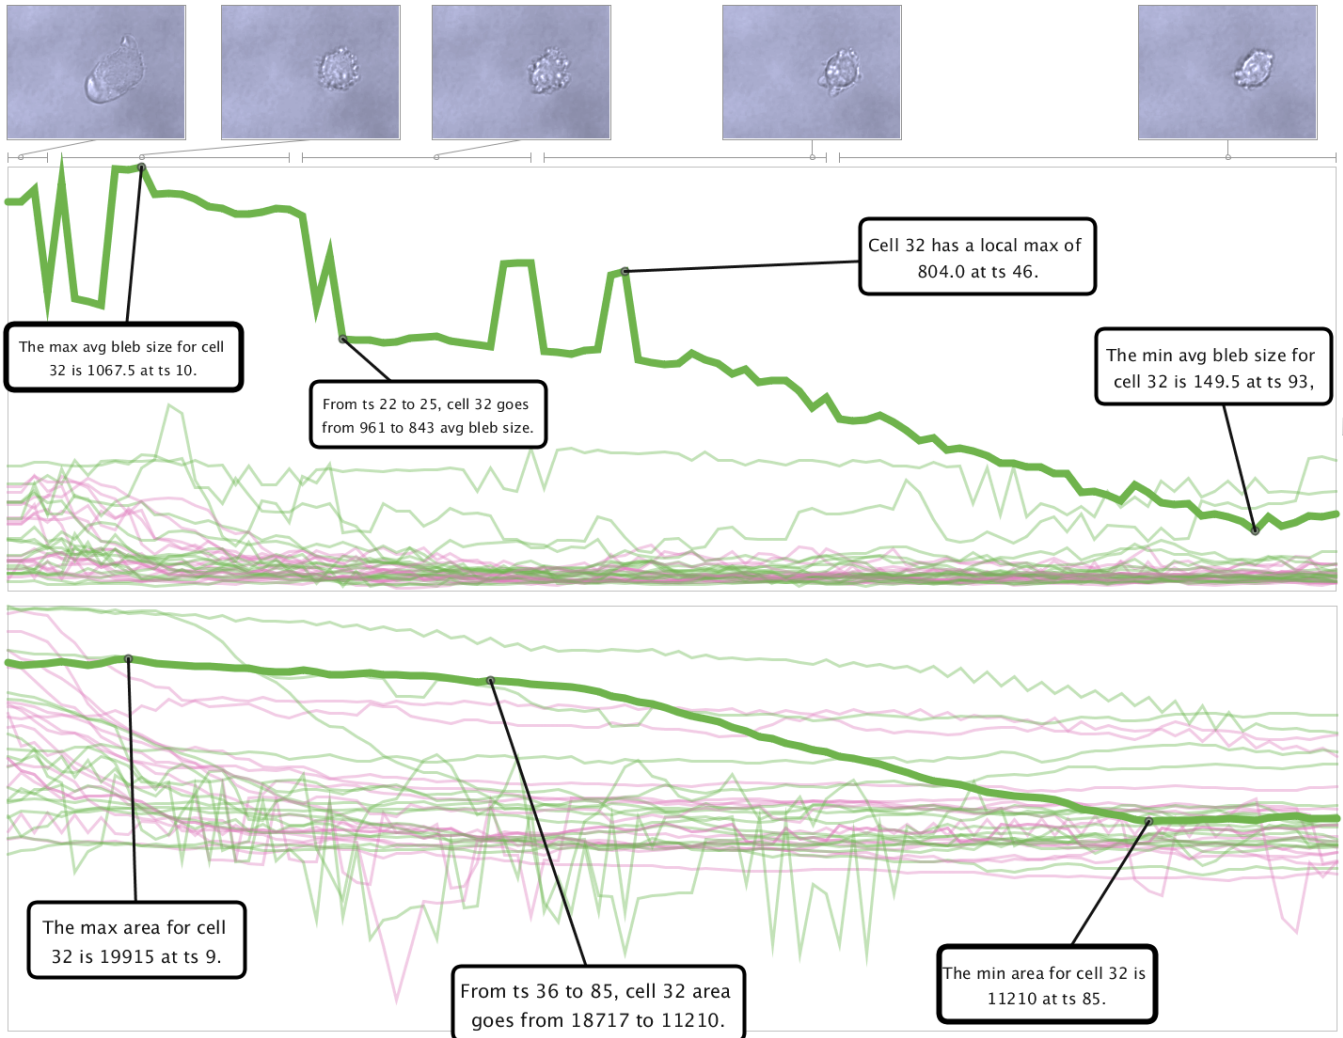 Cell 32 has a local max of
804.0 at ts 46.
The max avg bleb size for cell
32 is 1067.5 at ts 10.
The min avg bleb size for
cell 32 is 149.5 at ts 93,
From ts 22 to 25, cell 32 goes
from 961 to 843 avg bleb size.
The max area for cell
32 is 19915 at ts 9.
From ts 36 to 85, cell 32 area
goes from 18717 to 11210.
The min area for cell 32 is
11210 at ts 85.